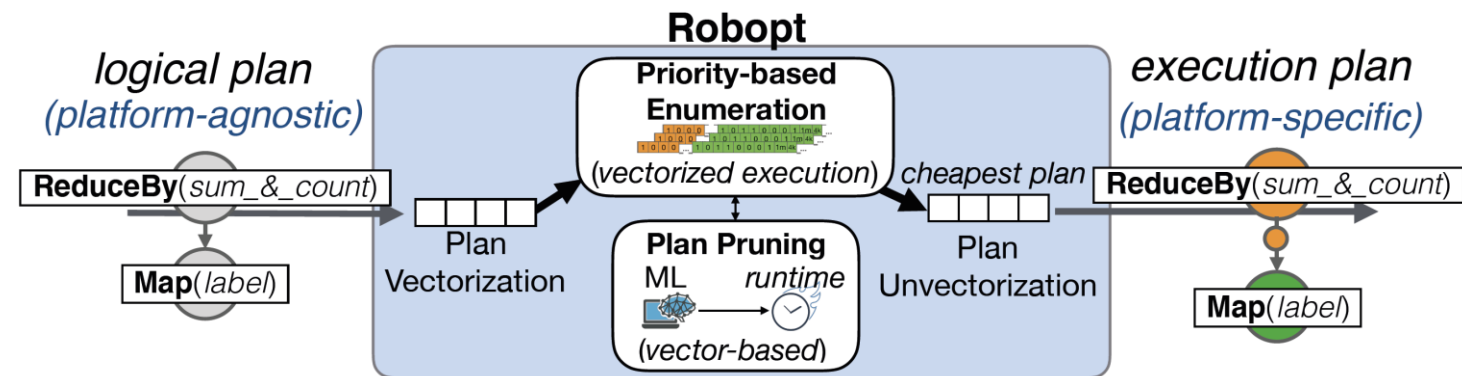 Robopt
logical plan
(platform-agnostic)
ReduceBy(sum_&_count)
Map(label)
Plan
Vectorization
Priority-based
Enumeration
(vectorized execution)
Plan Pruning
ML runtime
(vector-based)
cheapest plan
Plan
Unvectorization
execution plan
(platform-specific)
ReduceBy(sum_&_count)
Map(label)